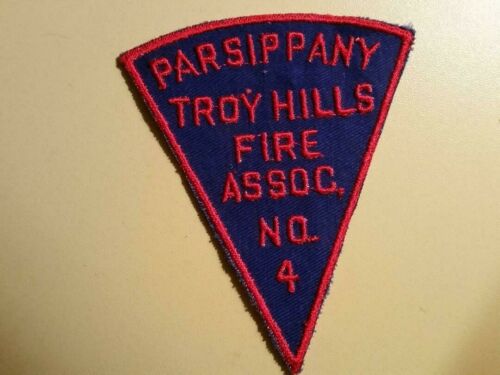 PARSIPPANY
TROY HILLS
FIRE
ASSOC.
NO.
4